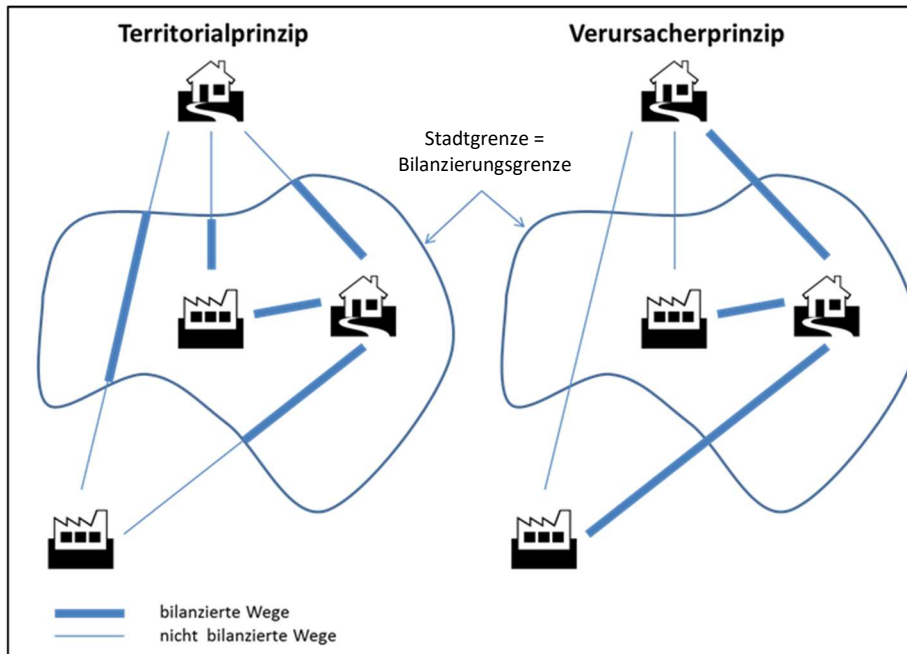 Territorialprinzip
Verursacherprinzip
Stadtgrenze =
Bilanzierungsgrenze
bilanzierte Wege
nicht bilanzierte Wege